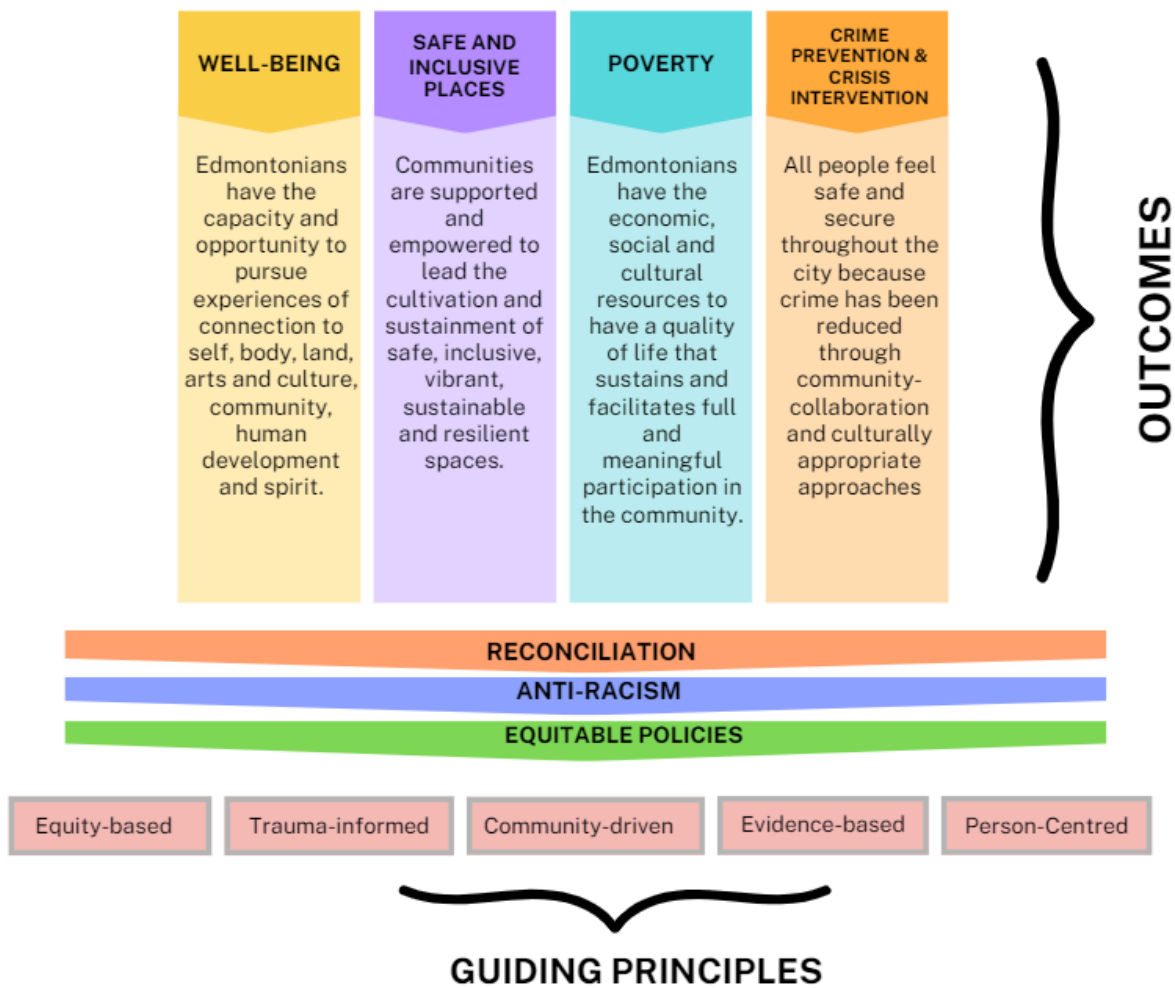 WELL-BEING
Edmontonians
have the
capacity and
opportunity to
pursue
experiences of
connection to
self, body, land,
arts and culture,
community,
human
development
and spirit.
SAFE AND
INCLUSIVE
PLACES
Communities
are supported
and
empowered to
lead the
cultivation and
sustainment of
safe, inclusive,
vibrant,
sustainable
and resilient
spaces.
POVERTY
Edmontonians
have the
economic,
social and
cultural
resources to
have a quality
of life that
sustains and
facilitates full
and
meaningful
participation in
the community.
CRIME
PREVENTION &
CRISIS
INTERVENTION
All people feel
safe and
secure
throughout the
city because
crime has been
reduced
through
community-
collaboration
and culturally
appropriate
approaches
OUTCOMES
RECONCILIATION
ANTI-RACISM
EQUITABLE POLICIES
Equity-based
Trauma-informed
Community-driven
Evidence-based
Person-Centred
GUIDING PRINCIPLES